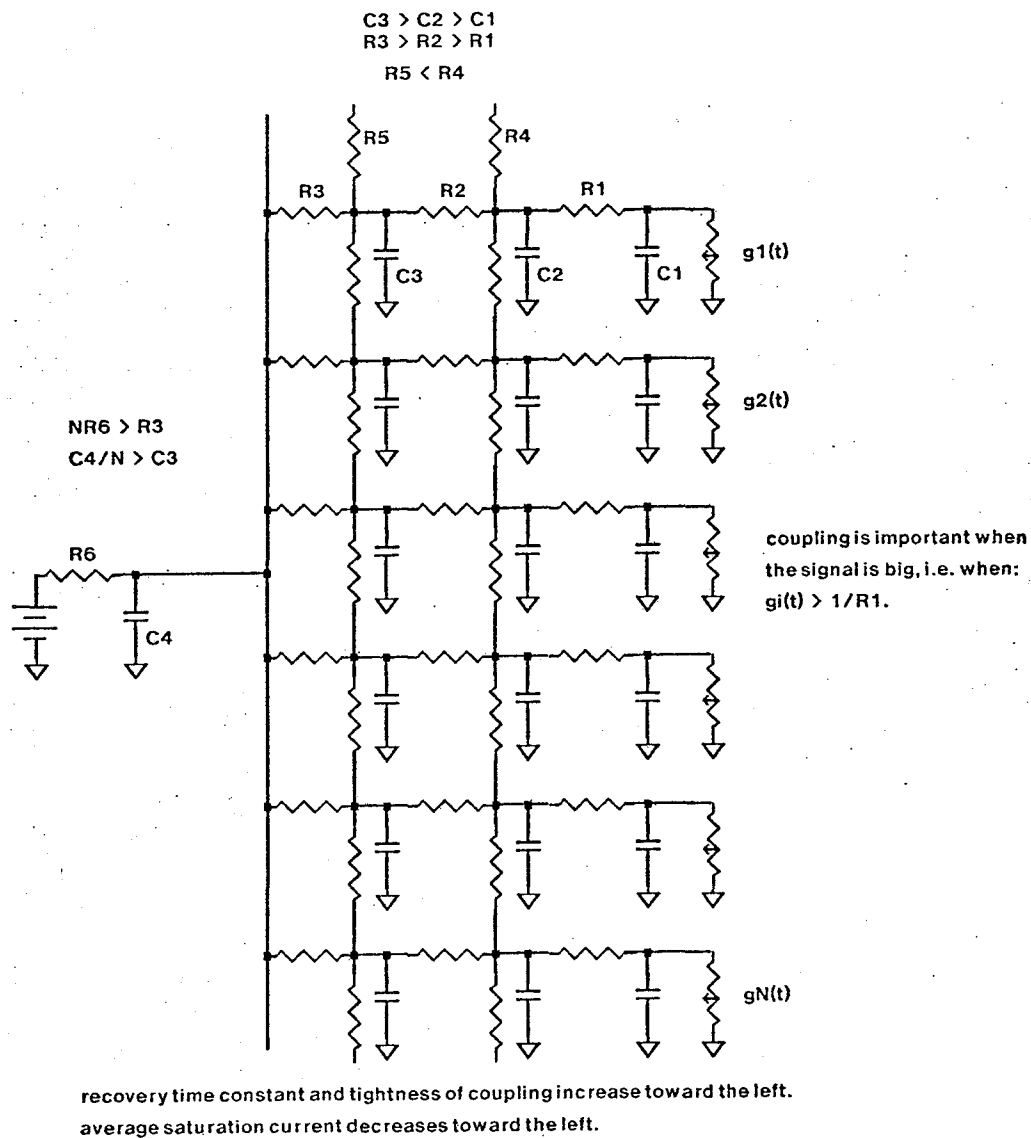 C3 > C2 > C1
R3 > R2 > R1
R5 < R4
R5
R4
R3
R2
R1
C3
C2
C1
g1(t)
g2(t)
NR6 > R3
C4/N > C3
R6
C4
coupling is important when
the signal is big, i.e. when:
gi(t) > 1/R1.
gN(t)
recovery time constant and tightness of coupling increase toward the left.
average saturation current decreases toward the left.